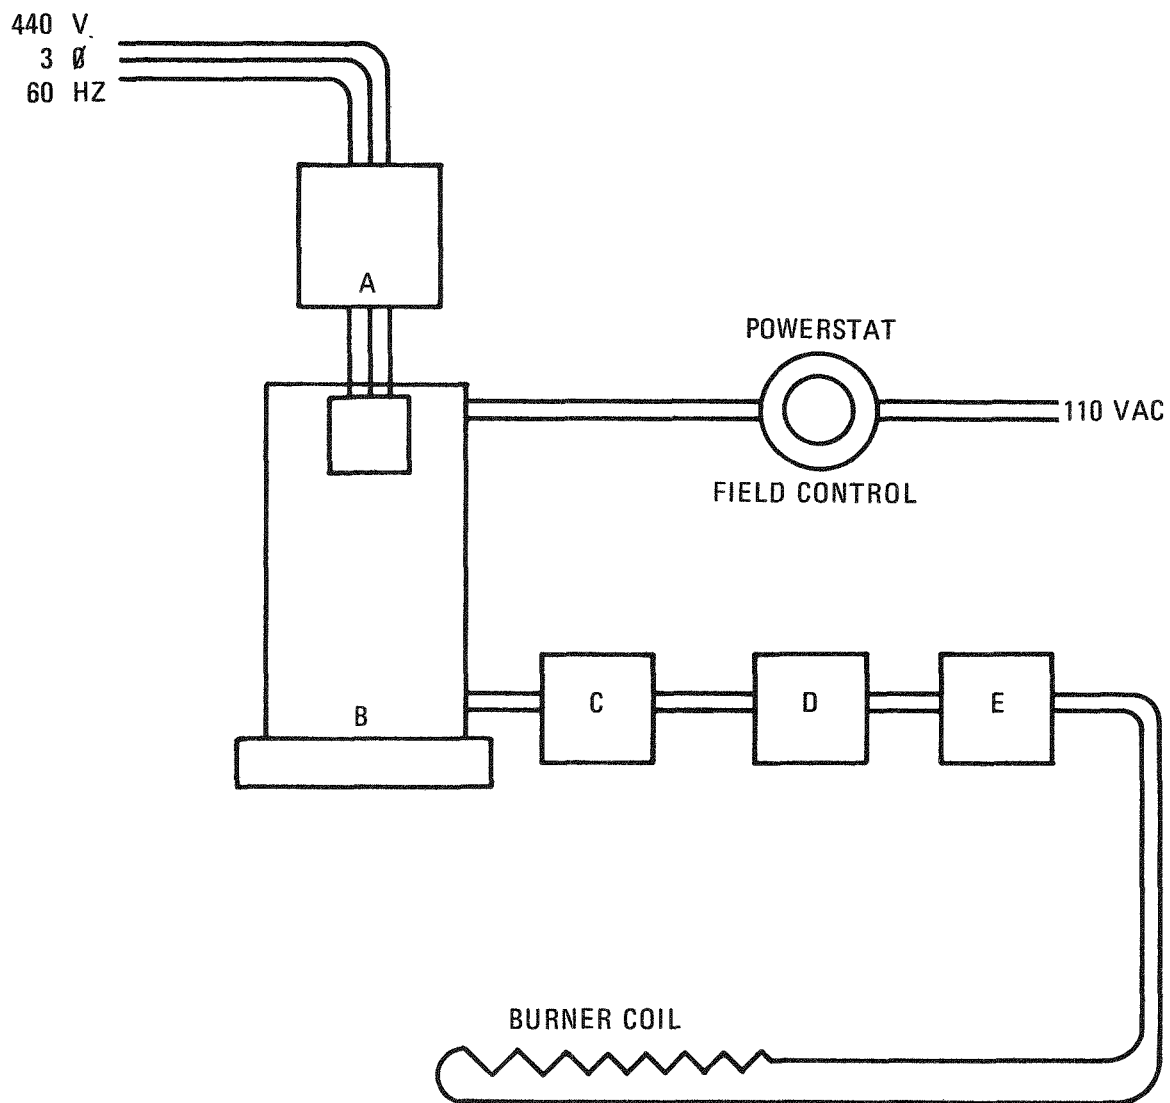 440 V.
3 Ø
60 HZ
A
POWERSTAT
110 VAC
FIELD CONTROL
B
C
D
E
BURNER COIL